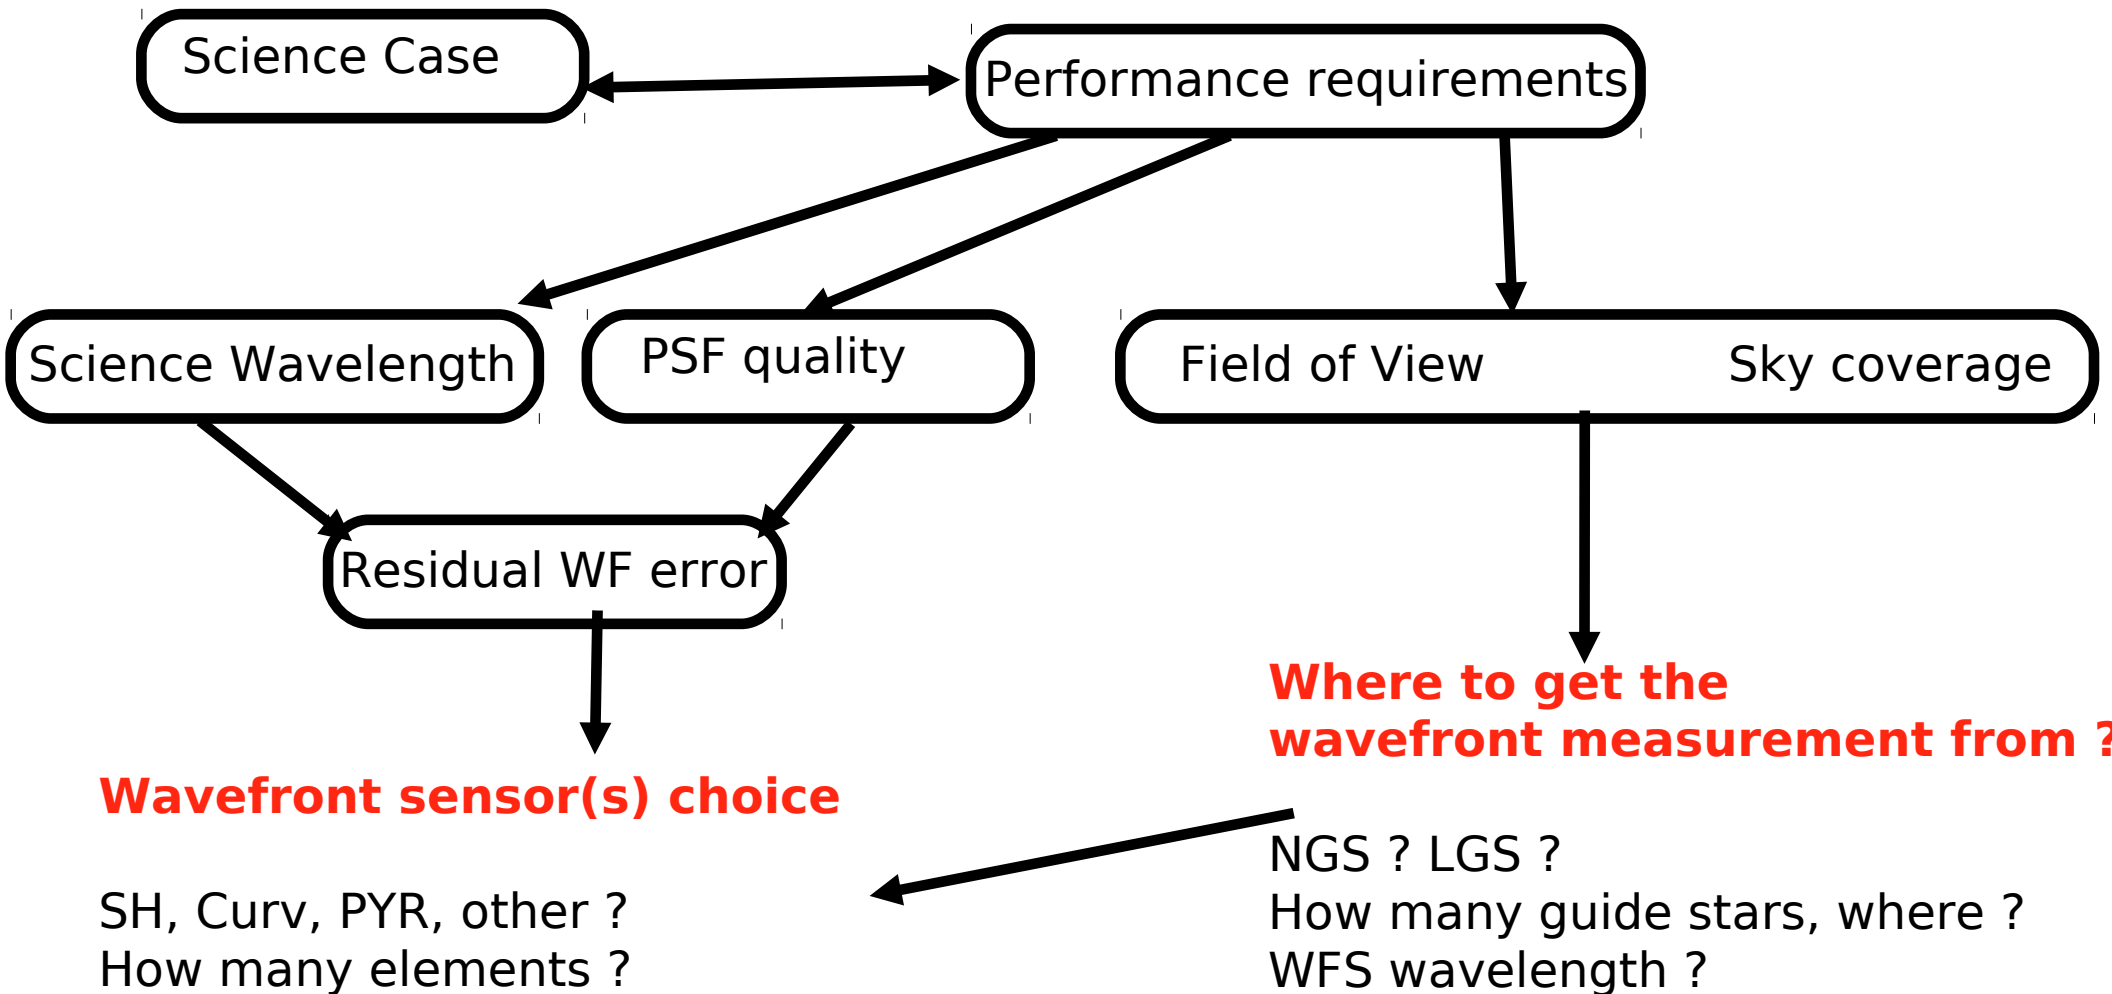 Science Case
Performance requirements
Science Wavelength
PSF quality
Field of View
Sky coverage
Residual WF error
Where to get the
wavefront measurement from ?
Wavefront sensor(s) choice
NGS ? LGS ?
How many guide stars, where ?
WFS wavelength ?
SH, Curv, PYR, other ?
How many elements ?